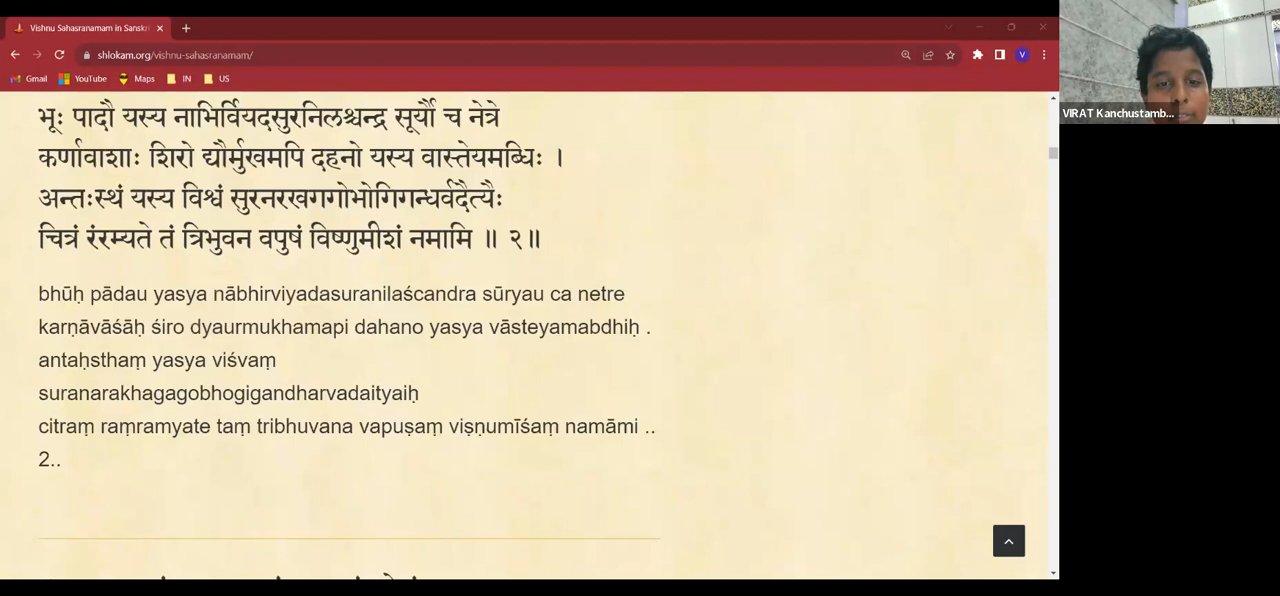 Vishnu Sahasranamam in Sanskri
shlokam.org/vishnu-sahasranamam/
V
Gmail YouTube Maps IN US
भूः पादौ यस्य नाभिर्वियदसुरनिलश्चन्द्र सूर्यौ च नेत्रे
कर्णावाशाः शिरो द्यौर्मुखमपि दहनो यस्य वास्तेयमब्धिः ।
अन्तःस्थं यस्य विश्वं सुरनरखगगोभोगिगन्धर्वदैत्यैः
चित्रं रंरम्यते तं त्रिभुवन वपुषं विष्णुमीशं नमामि ॥ २॥
bhūḥ pādau yasya nābhirviyadasuranilaścandra sūryau ca netre
karṇāvāśāḥ śiro dyaurmukhamapi dahano yasya vāsteyamabdhiḥ .
antaḥsthaṃ yasya viśvaṃ
suranarakhagagobhogigandharvadaityaiḥ
citraṃ raṃramyate taṃ tribhuvana vapuṣaṃ viṣṇumīśaṃ namāmi ..
2..
VIRAT Kanchustamb...